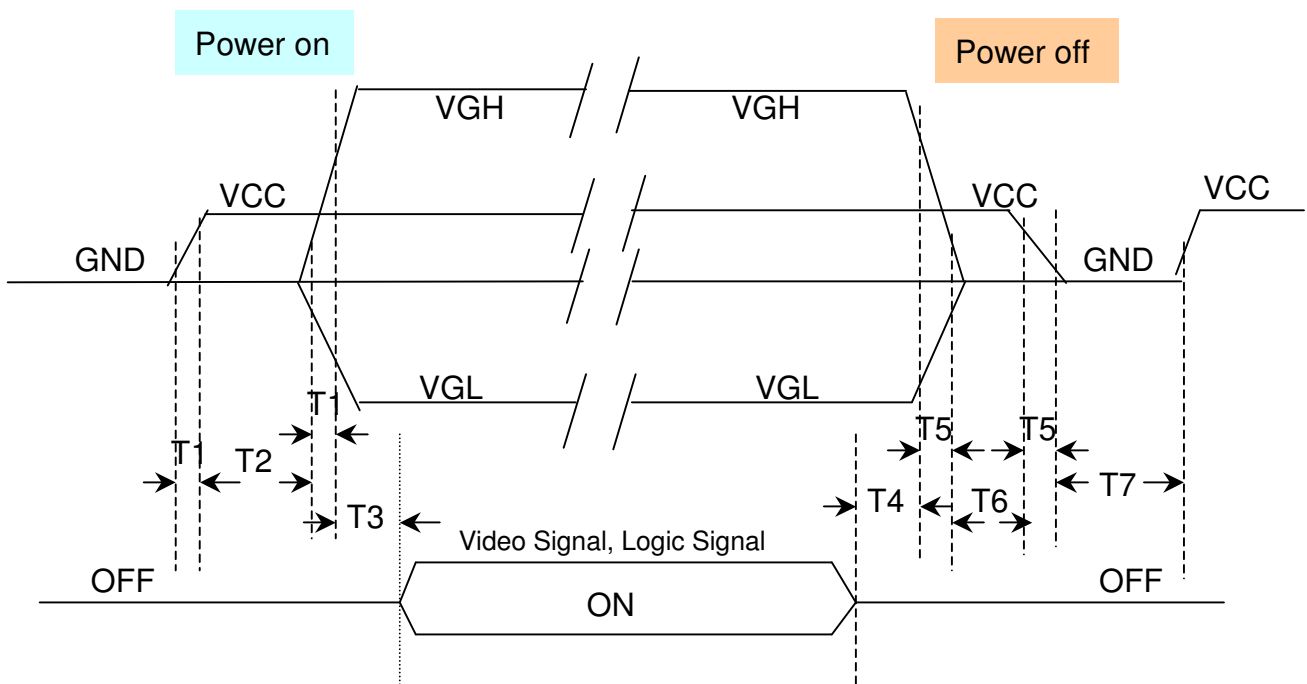 Power on
Power off
VGH
VGH
VCC
VCC
VCC
GND
GND
VGL
VGL
T1
T5
T5
T1
T2
T7
T3
T4
T6
Video Signal, Logic Signal
OFF
OFF
ON